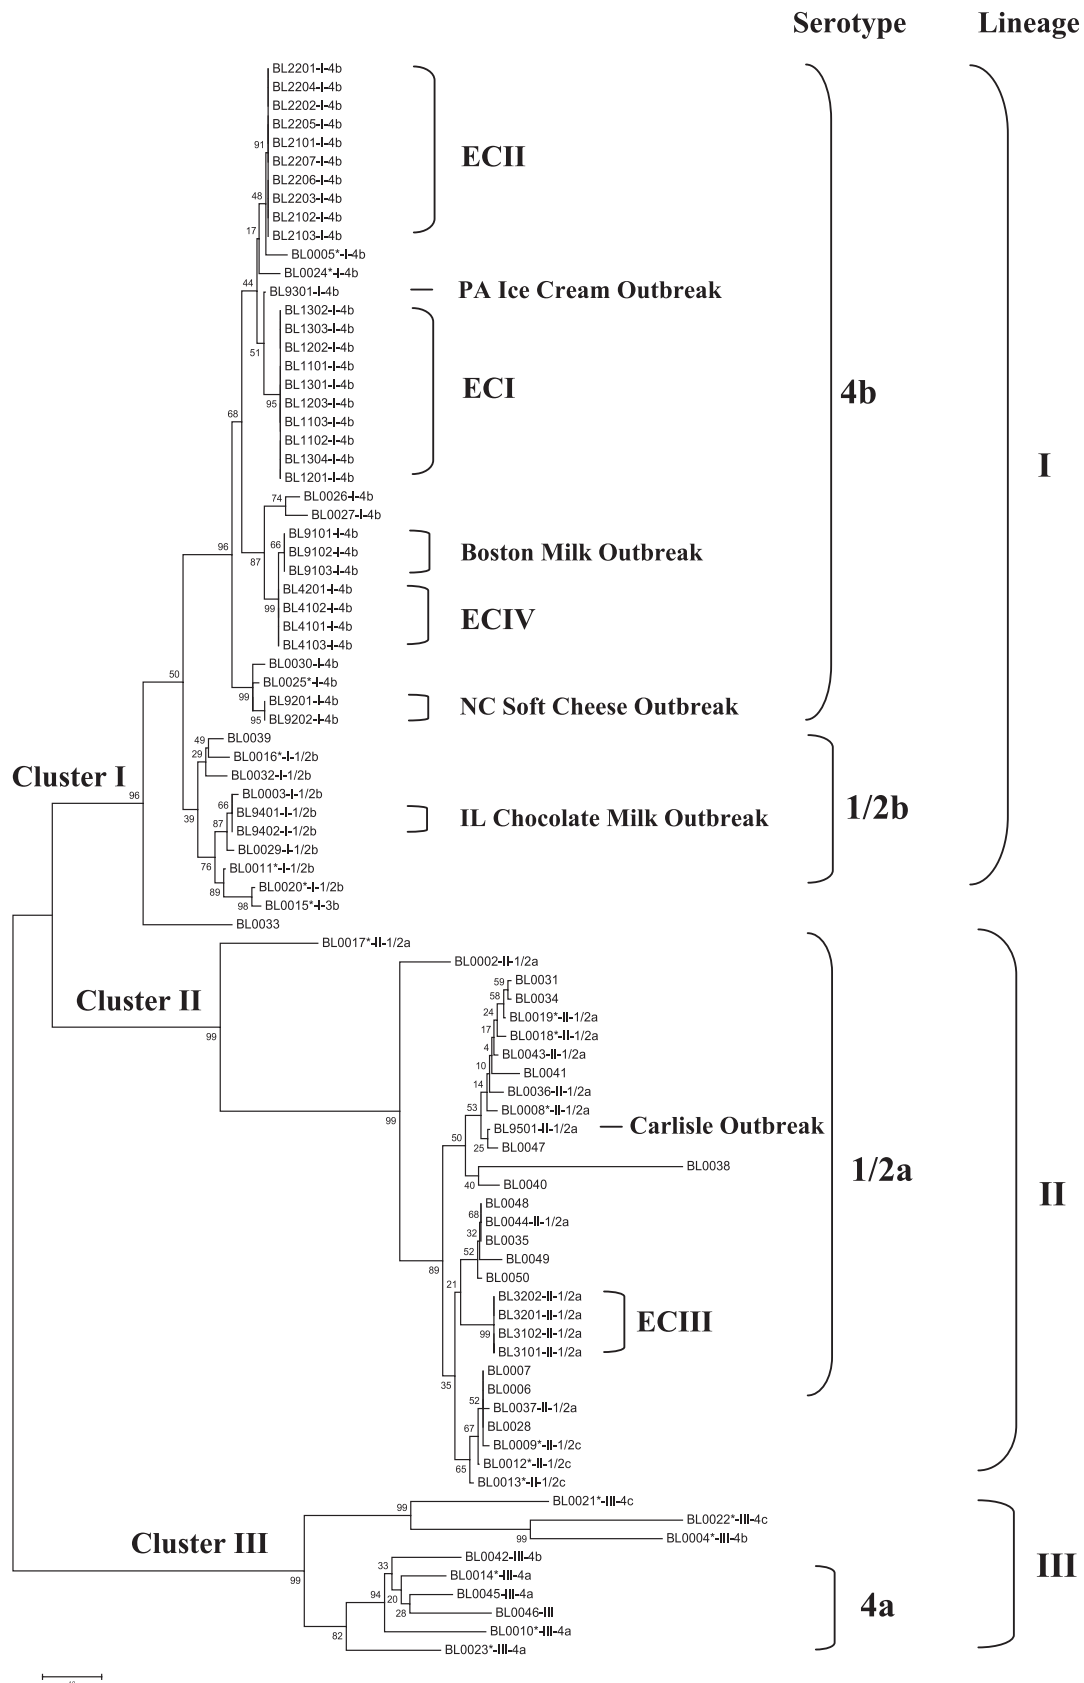 Serotype Lineage
BL2201-I-4b
BL2204-I-4b
BL2202-I-4b
BL2205-I-4b
91 BL2101-I-4b
BL2207-I-4b ECII
BL2206-I-4b
48 BL2203-I-4b
BL2102-I-4b
17 BL2103-I-4b
BL0005*-I-4b
BL0024*-I-4b
44 BL9301-I-4b PA Ice Cream Outbreak
BL1302-I-4b
BL1303-I-4b
51 BL1202-I-4b
BL1101-I-4b
BL1301-I-4b ECI 4b
95 BL1203-I-4b
68 BL1103-I-4b
BL1102-I-4b
BL1304-I-4b I
BL1201-I-4b
74 BL0026-I-4b
BL0027-I-4b
BL9101-I-4b
96 66 BL9102-I-4b Boston Milk Outbreak
87 BL9103-I-4b
BL4201-I-4b
99 BL4102-I-4b
BL4101-I-4b ECIV
BL4103-I-4b
BL0030-I-4b
50 BL0025*-I-4b
99 BL9201-I-4b NC Soft Cheese Outbreak
95 BL9202-I-4b
49 BL0039
29 BL0016*-I-1/2b
Cluster I BL0032-I-1/2b
96 BL0003-I-1/2b
66 BL9401-I-1/2b IL Chocolate Milk Outbreak 1/2b
39 87 BL9402-I-1/2b
BL0029-I-1/2b
76 BL0011*-I-1/2b
89 BL0020*-I-1/2b
98 BL0015*-I-3b
BL0033
BL0017*-II-1/2a
BL0002-II-1/2a
59 BL0031
Cluster II 58 BL0034
24 BL0019*-II-1/2a
99 17 BL0018*-II-1/2a
4 BL0043-II-1/2a
10 BL0041
14 BL0036-II-1/2a
53 BL0008*-II-1/2a
99 BL9501-II-1/2a Carlisle Outbreak
50 25 BL0047
BL0038 1/2a
40 BL0040
BL0048 II
68 BL0044-II-1/2a
32 BL0035
52 BL0049
89 BL0050
21 BL3202-II-1/2a
BL3201-II-1/2a ECIII
99 BL3102-II-1/2a
BL3101-II-1/2a
BL0007
35 BL0006
52 BL0037-II-1/2a
67 BL0028
BL0009*-II-1/2c
65 BL0012*-II-1/2c
BL0013*-II-1/2c
99 BL0021*-III-4c
BL0022*-III-4c
Cluster III 99 BL0004*-III-4b
BL0042-III-4b III
99 33 BL0014*-III-4a
94 20 BL0045-III-4a
28 BL0046-III 4a
82 BL0010*-III-4a
BL0023*-III-4a